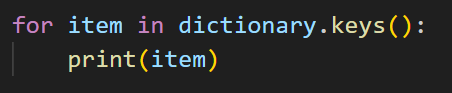 for item in dictionary.keys():
    print(item)